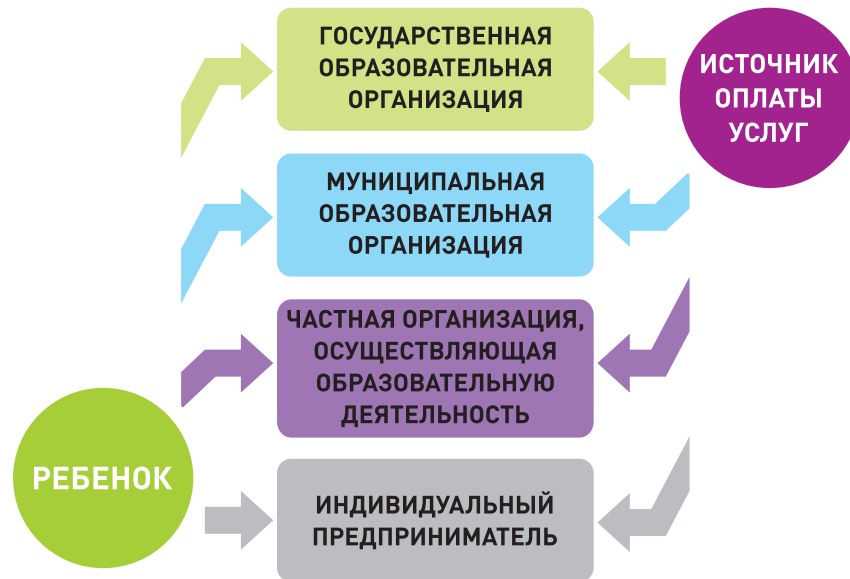 ГОСУДАРСТВЕННАЯ
ОБРАЗОВАТЕЛЬНАЯ
ОРГАНИЗАЦИЯ
ИСТОЧНИК
ОПЛАТЫ
УСЛУГ
МУНИЦИПАЛЬНАЯ
ОБРАЗОВАТЕЛЬНАЯ
ОРГАНИЗАЦИЯ
ЧАСТНАЯ ОРГАНИЗАЦИЯ,
ОСУЩЕСТВЛЯЮЩАЯ
ОБРАЗОВАТЕЛЬНУЮ
ДЕЯТЕЛЬНОСТЬ
РЕБЕНОК
ИНДИВИДУАЛЬНЫЙ
ПРЕДПРИНИМАТЕЛЬ